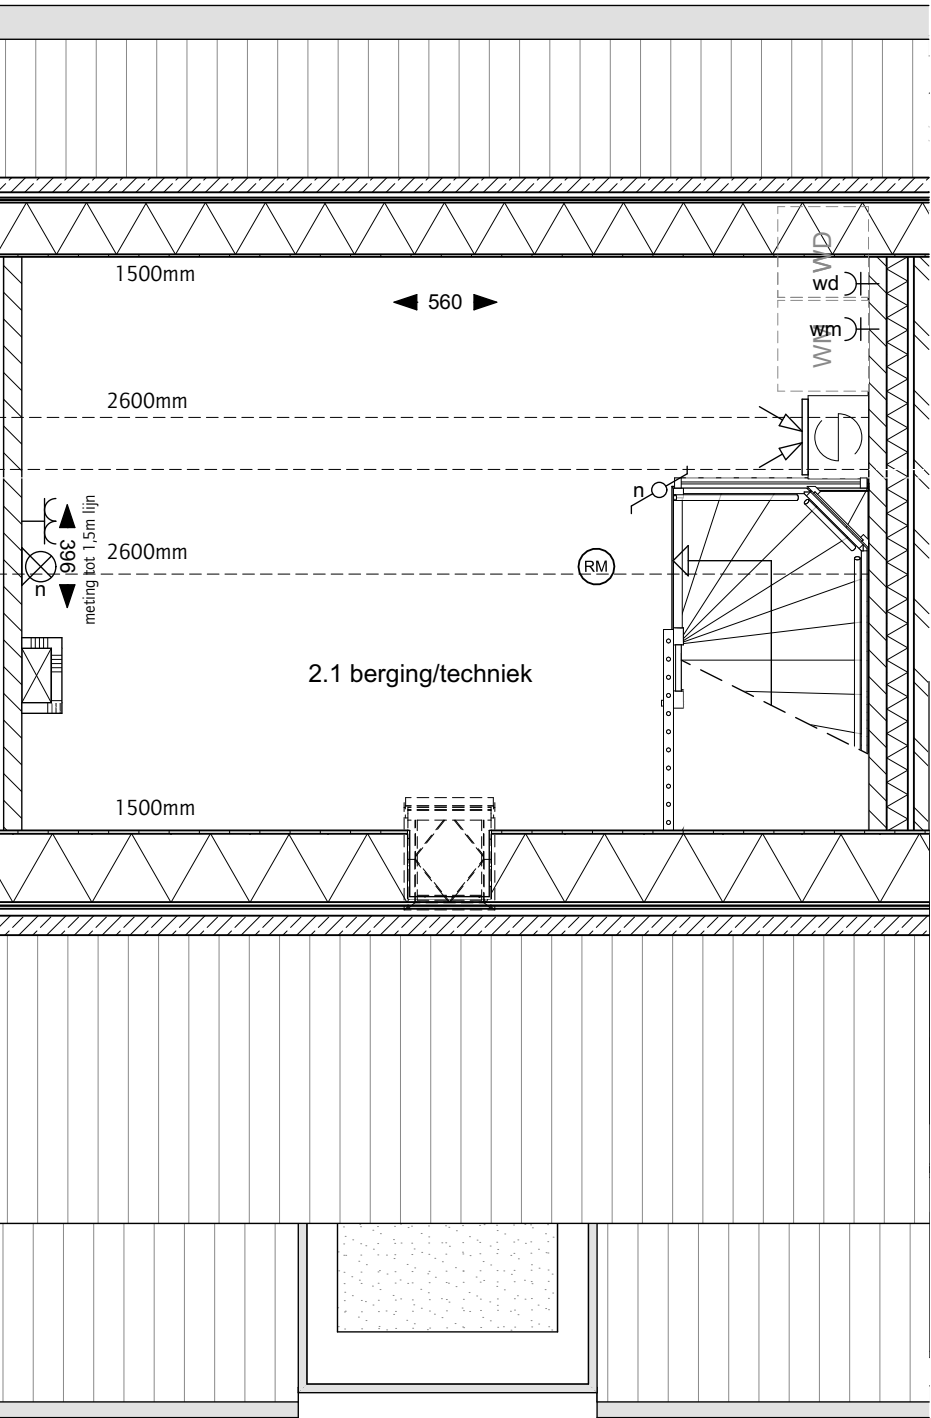 1500mm
560
WD
wd
wm
WM
2600mm
n
396
meting tot 1,5m lijn
2600mm
n
RM
2.1 berging/techniek
1500mm